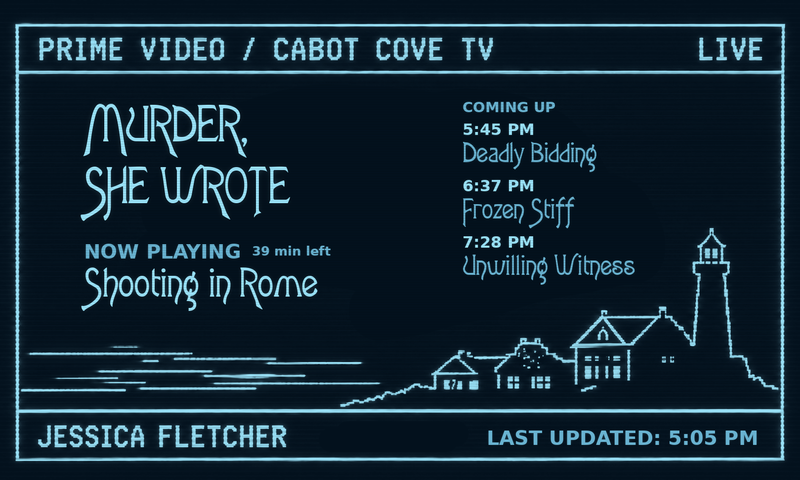 PRIME VIDEO / CABOT COVE TV
LIVE
MURDER,
SHE WROTE
NOW PLAYING 39 min left
Shooting in Rome
COMING UP
5:45 PM
Deadly Bidding
6:37 PM
Frozen Stiff
7:28 PM
Unwilling Witness
JESSICA FLETCHER
LAST UPDATED: 5:05 PM